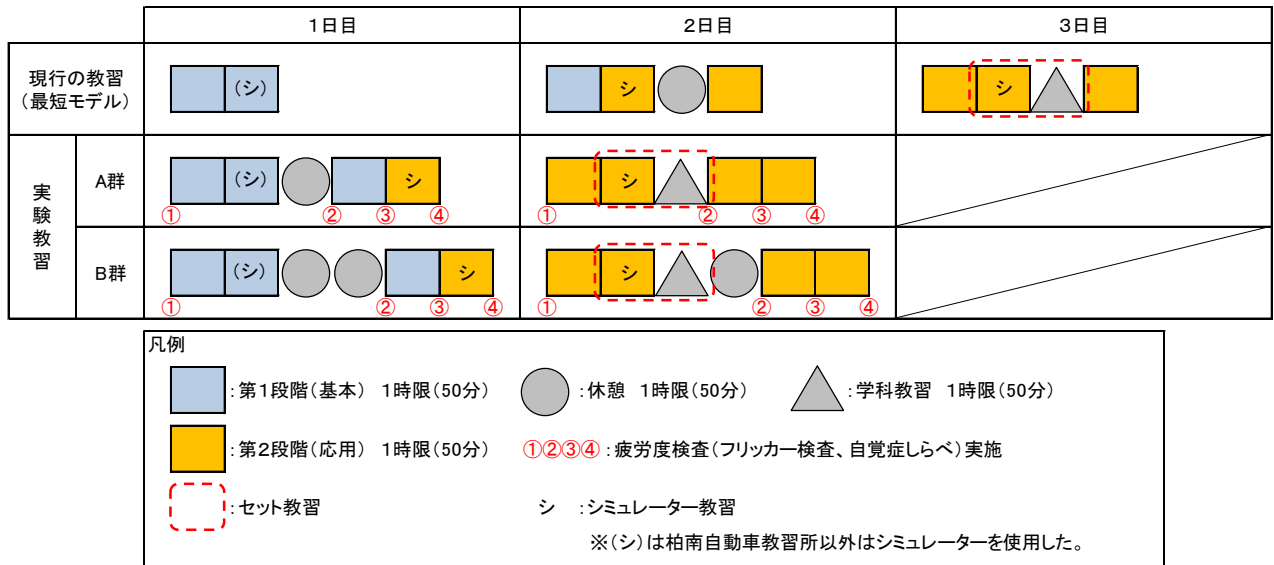 1日目 2日目 3日目
現行の教習
(最短モデル)
(シ) シ シ
実験教習
A群
(シ) シ シ
① ② ③ ④ ① ② ③ ④
B群
(シ) シ シ
① ② ③ ④ ① ② ③ ④
凡例
:第1段階(基本) 1時限(50分) :休憩 1時限(50分) :学科教習 1時限(50分)
:第2段階(応用) 1時限(50分) ①②③④:疲労度検査(フリッカー検査、自覚症しらべ)実施
:セット教習 シ :シミュレーター教習
※(シ)は柏南自動車教習所以外はシミュレーターを使用した。